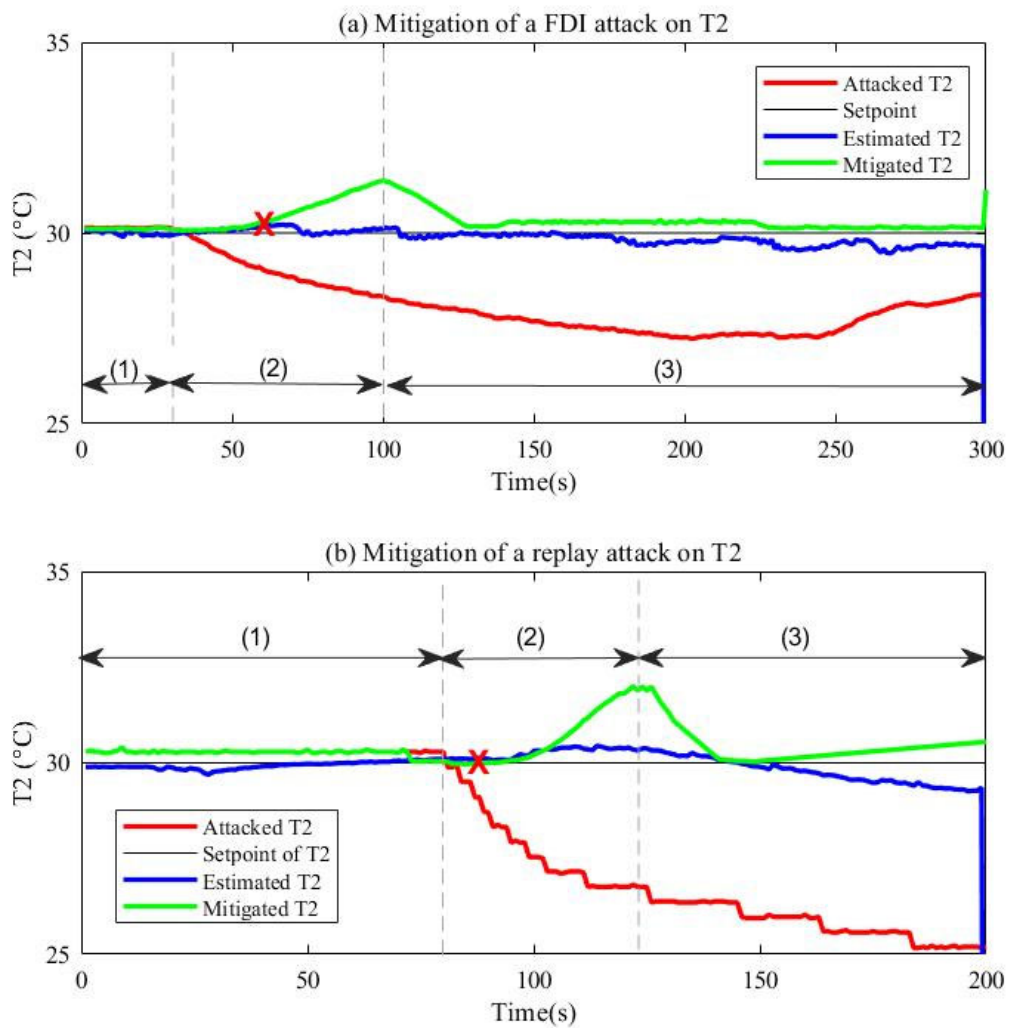 (a) Mitigation of a FDI attack on T2
35
Attacked T2
Setpoint
Estimated T2
Mtigated T2
T2 (°C)
30
X
(1)
(2)
(3)
25
0
50
100
150
200
250
300
Time(s)
(b) Mitigation of a replay attack on T2
35
(1)
(2)
(3)
T2 (°C)
30
X
Attacked T2
Setpoint of T2
Estimated T2
Mitigated T2
25
0
50
100
150
200
Time(s)